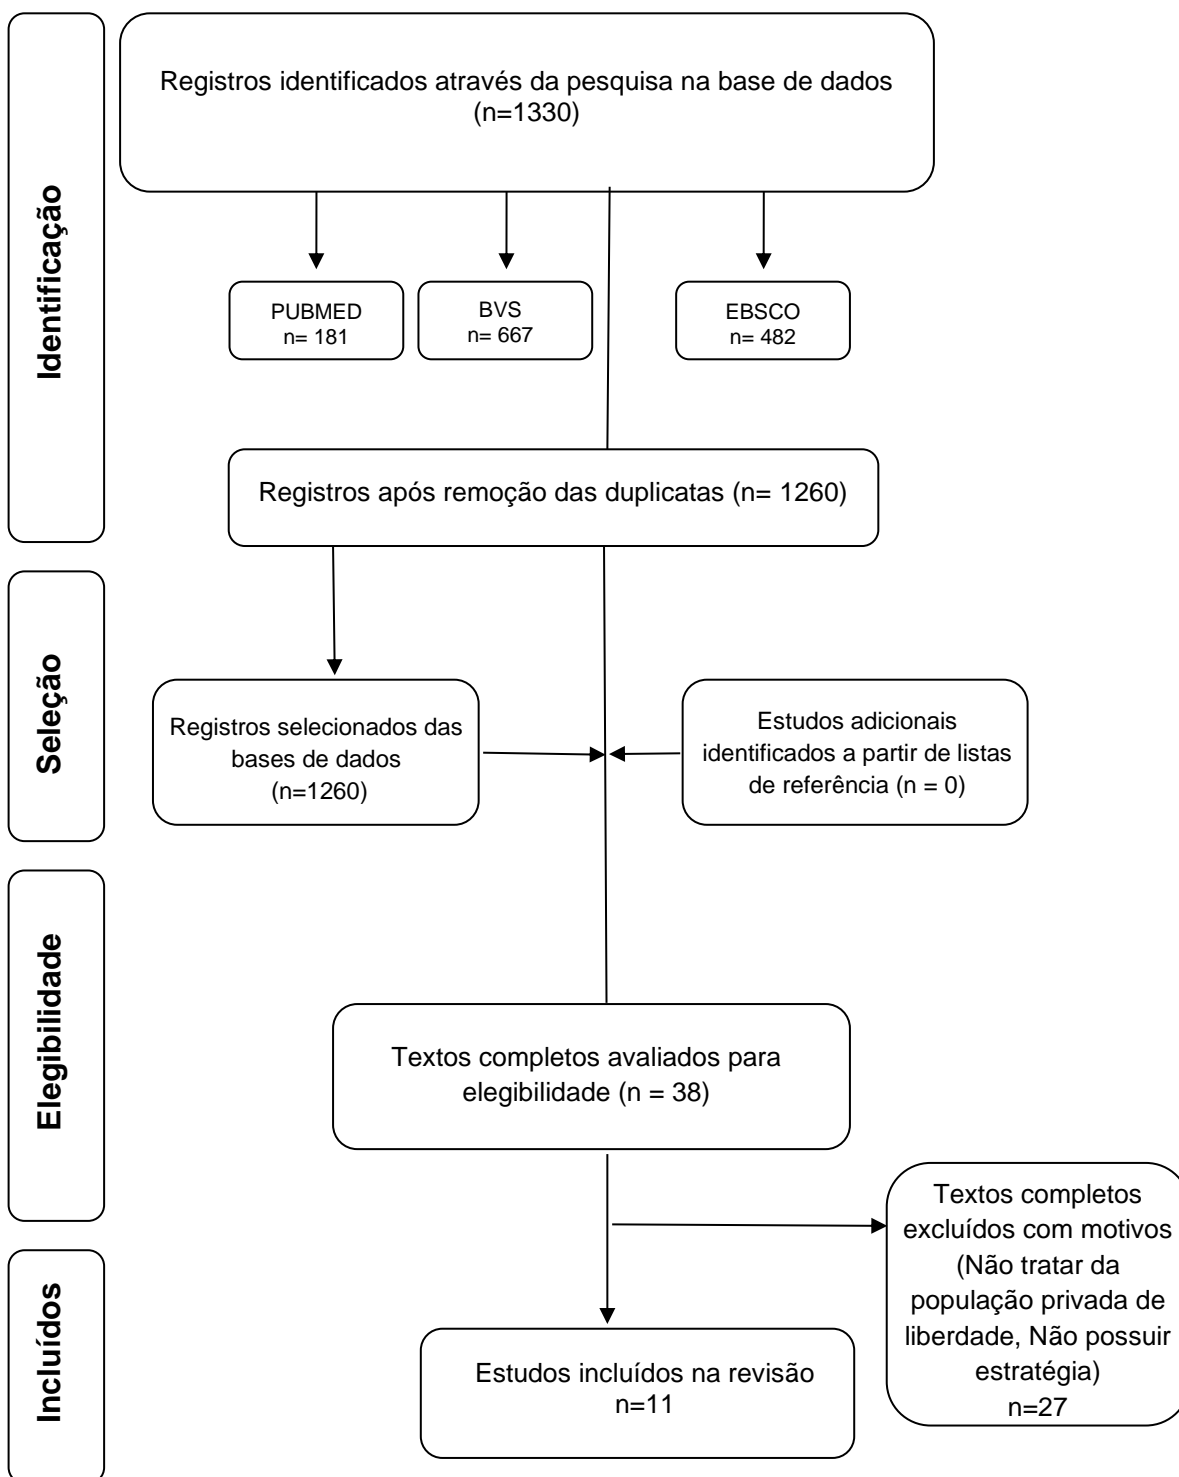 Identificação
Registros identificados através da pesquisa na base de dados
(n=1330)
PUBMED
n= 181
BVS
n= 667
EBSCO
n= 482
Registros após remoção das duplicatas (n= 1260)
Seleção
Registros selecionados das
bases de dados
(n=1260)
Estudos adicionais
identificados a partir de listas
de referência (n = 0)
Elegibilidade
Textos completos avaliados para
elegibilidade (n = 38)
Textos completos
excluídos com motivos
(Não tratar da
população privada de
liberdade, Não possuir
estratégia)
n=27
Incluídos
Estudos incluídos na revisão
n=11